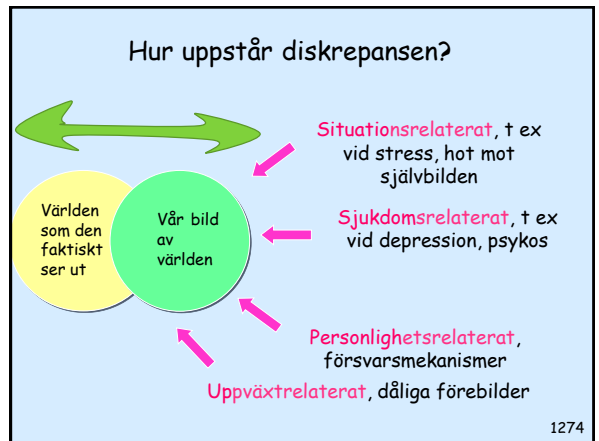 Hur uppstår diskrepansen?
Situationsrelaterat, t ex
vid stress, hot mot
självbilden
Världen
som den
faktiskt
ser ut
Vår bild
av
världen
Sjukdomsrelaterat, t ex
vid depression, psykos
Personlighetsrelaterat,
försvarsmekanismer
Uppväxtrelaterat, dåliga förebilder
1274